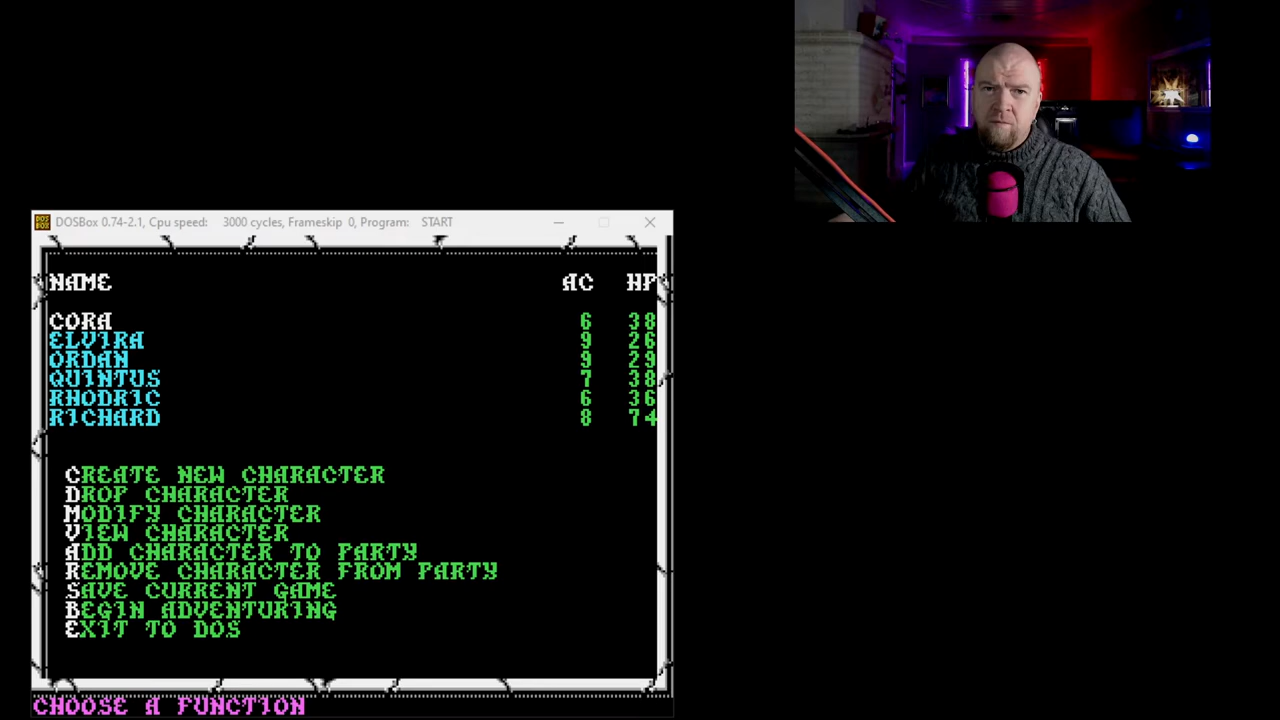 DOSBox 0.74-2.1, Cpu speed: 3000 cycles, Frameskip 0, Program: START
NAME AC HP
CORA 6 38
ELVIRA 9 26
ORDAN 9 29
QUINTUS 7 38
RHODRIC 6 36
RICHARD 8 74
CREATE NEW CHARACTER
DROP CHARACTER
MODIFY CHARACTER
VIEW CHARACTER
ADD CHARACTER TO PARTY
REMOVE CHARACTER FROM PARTY
SAVE CURRENT GAME
BEGIN ADVENTURING
EXIT TO DOS
CHOOSE A FUNCTION